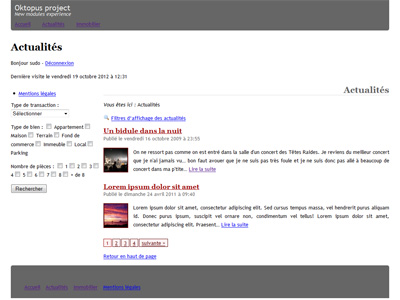 Oktopus project
New modules experience
Accueil Actualités Immobilier
Actualités
Bonjour sudo - Déconnexion
Dernière visite le vendredi 19 octobre 2012 à 12:31
Mentions légales
Type de transaction :
Sélectionner
Type de bien : Appartement
Maison Terrain Fond de
commerce Immeuble Local
Parking
Nombre de pièces : 1 2 3
4 5 6 7 8 + de 8
Rechercher
Actualités
Vous êtes ici : Actualités
Filtres d'affichage des actualités
Un bidule dans la nuit
Publié le vendredi 16 octobre 2009 à 23:55
On ne ressort pas comme on est entré dans la salle d'un concert des Têtes Raides. Je reviens du meilleur concert
que je n'ai jamais vu.. bon faut avouer que je ne suis pas très foule et je ne suis donc pas allé à beaucoup de
concert dans ma p'tite.. Lire la suite
Lorem ipsum dolor sit amet
Publié le dimanche 24 avril 2011 à 09:48
Lorem ipsum dolor sit amet, consectetur adipiscing elit. Sed cursus tempus massa, vel hendrerit purus aliquam
id. Donec purus ipsum, suscipit vel ornare non, condimentum vel tellus! Lorem ipsum dolor sit amet,
consectetur adipiscing elit. Praesent.. Lire la suite
1 2 3 4 suivante >
Retour en haut de page
Accueil Actualités Immobilier Mentions légales